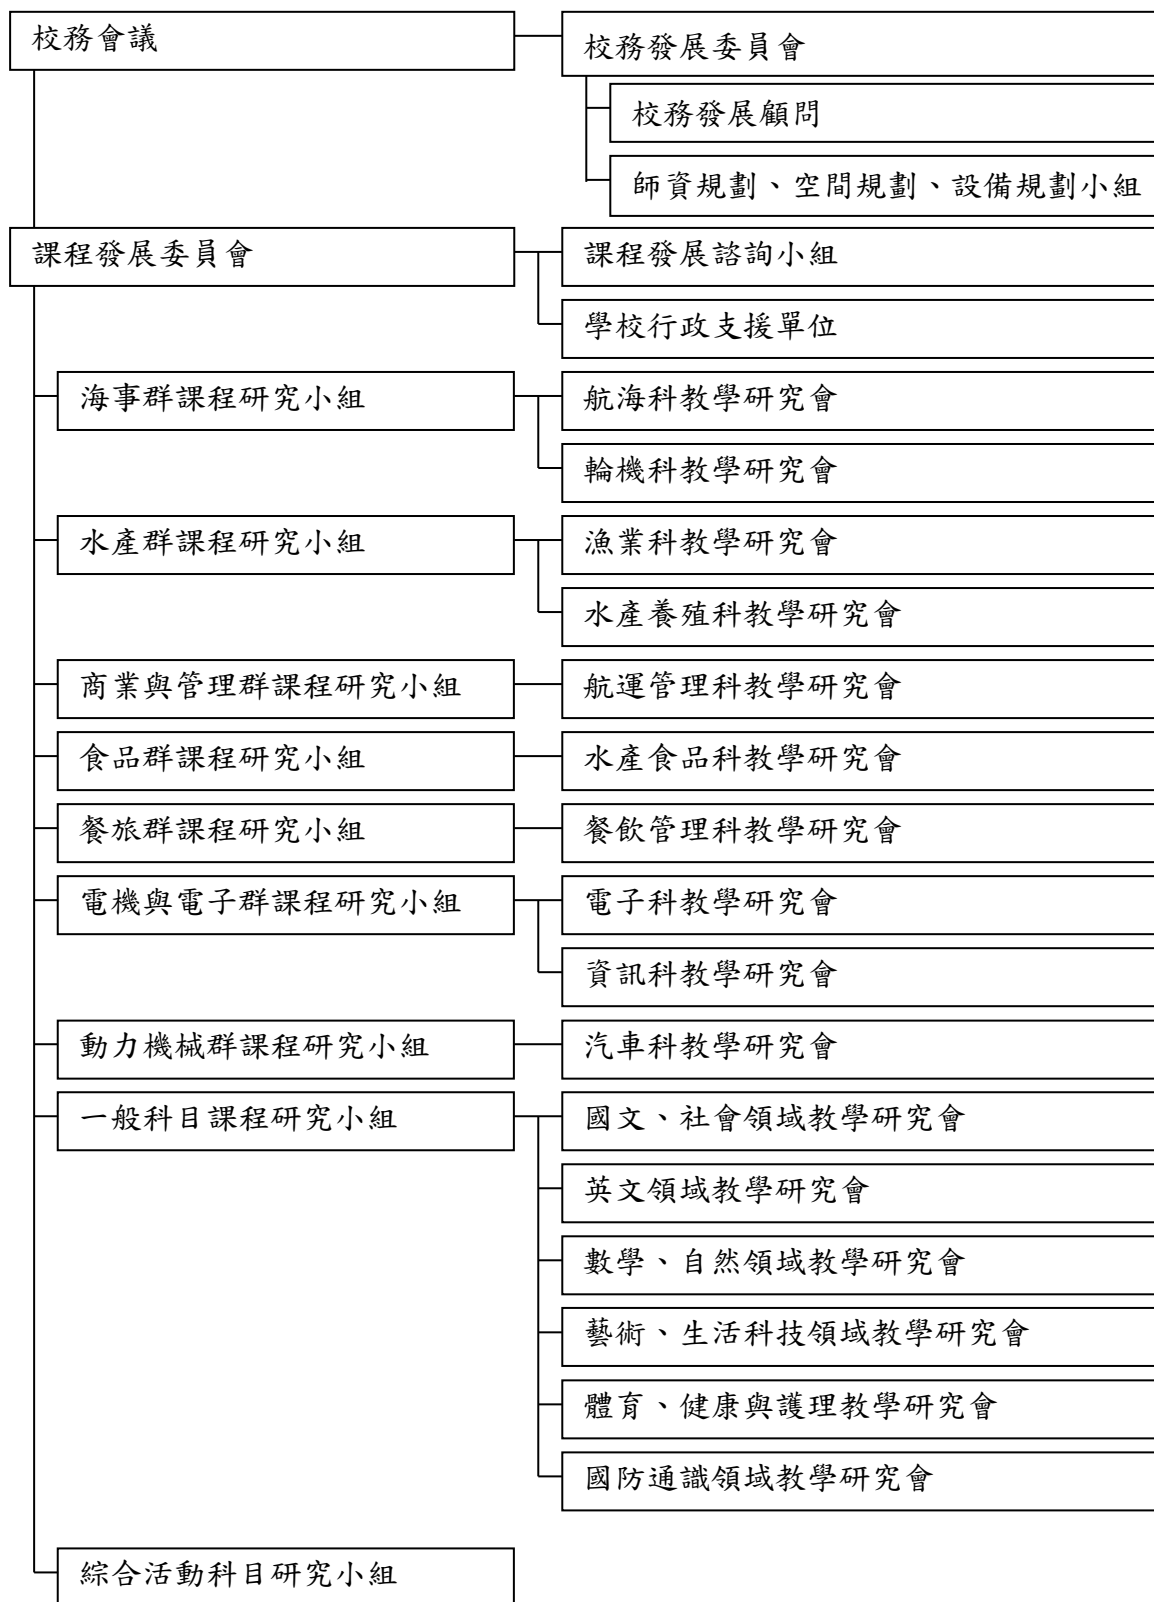 校務會議
校務發展委員會
校務發展顧問
師資規劃、空間規劃、設備規劃小組
課程發展委員會
課程發展諮詢小組
學校行政支援單位
海事群課程研究小組
航海科教學研究會
輪機科教學研究會
水產群課程研究小組
漁業科教學研究會
水產養殖科教學研究會
商業與管理群課程研究小組
航運管理科教學研究會
食品群課程研究小組
水產食品科教學研究會
餐旅群課程研究小組
餐飲管理科教學研究會
電機與電子群課程研究小組
電子科教學研究會
資訊科教學研究會
動力機械群課程研究小組
汽車科教學研究會
一般科目課程研究小組
國文、社會領域教學研究會
英文領域教學研究會
數學、自然領域教學研究會
藝術、生活科技領域教學研究會
體育、健康與護理教學研究會
國防通識領域教學研究會
綜合活動科目研究小組